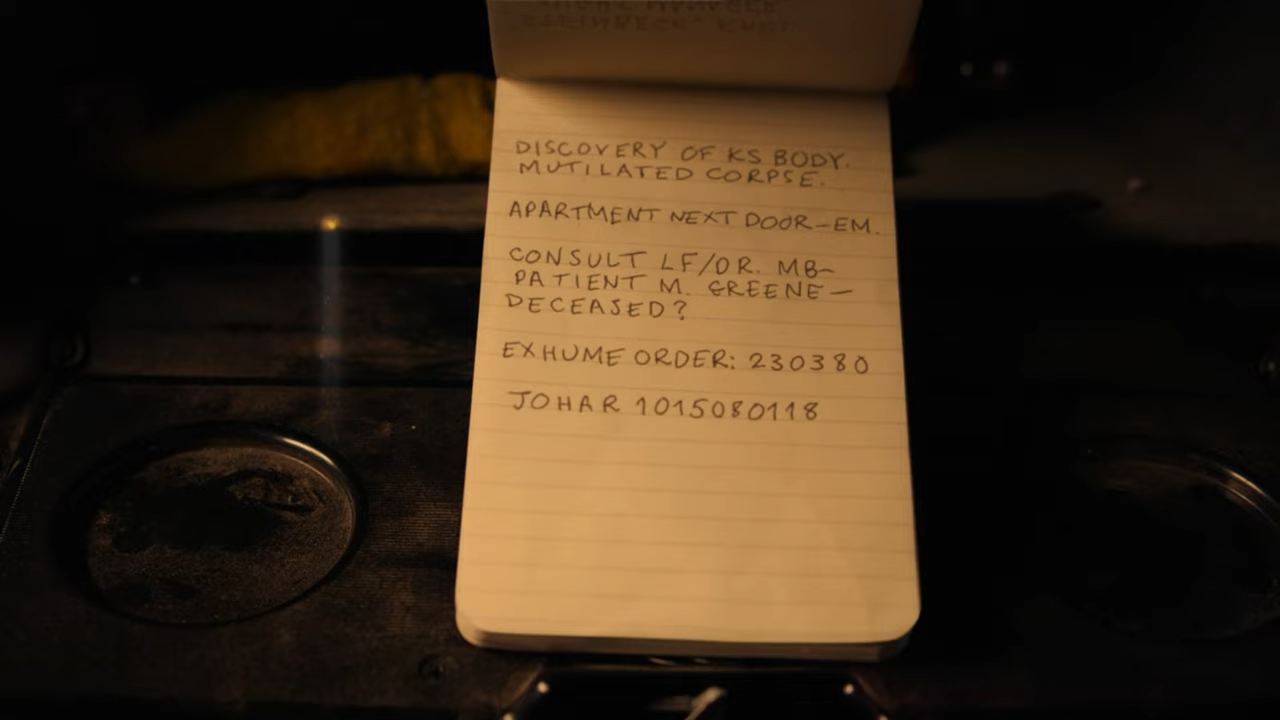 DISCOVERY OF KS BODY.
MUTILATED CORPSE.
APARTMENT NEXT DOOR-EM.
CONSULT LF/DR. MB-
PATIENT M. GREENE-
DECEASED?
EXHUME ORDER: 230380
JOHAR 1015080118